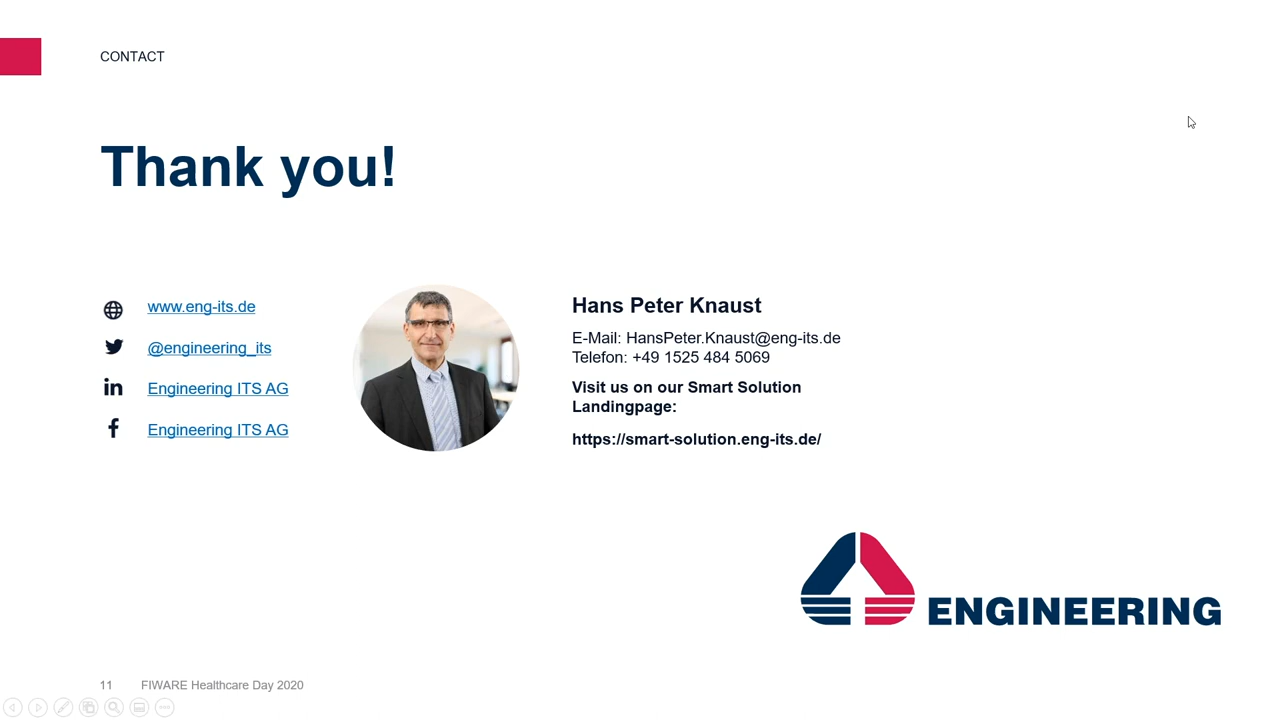 CONTACT
Thank you!
www.eng-its.de
@engineering_its
Engineering ITS AG
Engineering ITS AG
Hans Peter Knaust
E-Mail: HansPeter.Knaust@eng-its.de
Telefon: +49 1525 484 5069
Visit us on our Smart Solution
Landingpage:
https://smart-solution.eng-its.de/
ENGINEERING
11 FIWARE Healthcare Day 2020